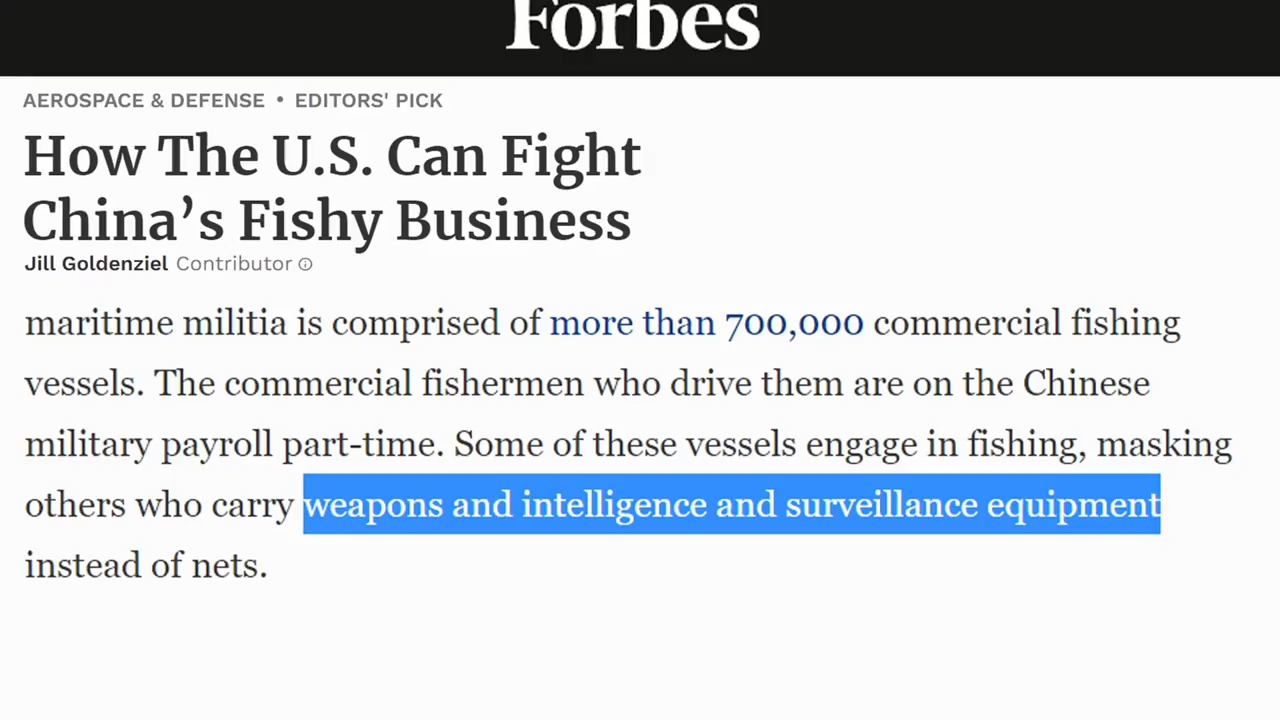 Forbes
AEROSPACE & DEFENSE • EDITORS' PICK
How The U.S. Can Fight
China’s Fishy Business
Jill Goldenziel Contributor ⓘ
maritime militia is comprised of more than 700,000 commercial fishing
vessels. The commercial fishermen who drive them are on the Chinese
military payroll part-time. Some of these vessels engage in fishing, masking
others who carry weapons and intelligence and surveillance equipment
instead of nets.